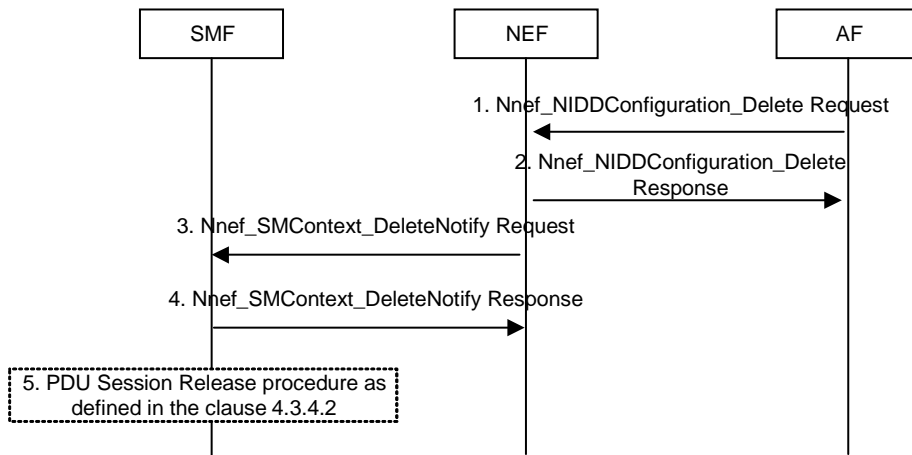 SMF
NEF
AF
1. Nnef_NIDDConfiguration_Delete Request
2. Nnef_NIDDConfiguration_Delete
Response
3. Nnef_SMContext_DeleteNotify Request
4. Nnef_SMContext_DeleteNotify Response
5. PDU Session Release procedure as
defined in the clause 4.3.4.2